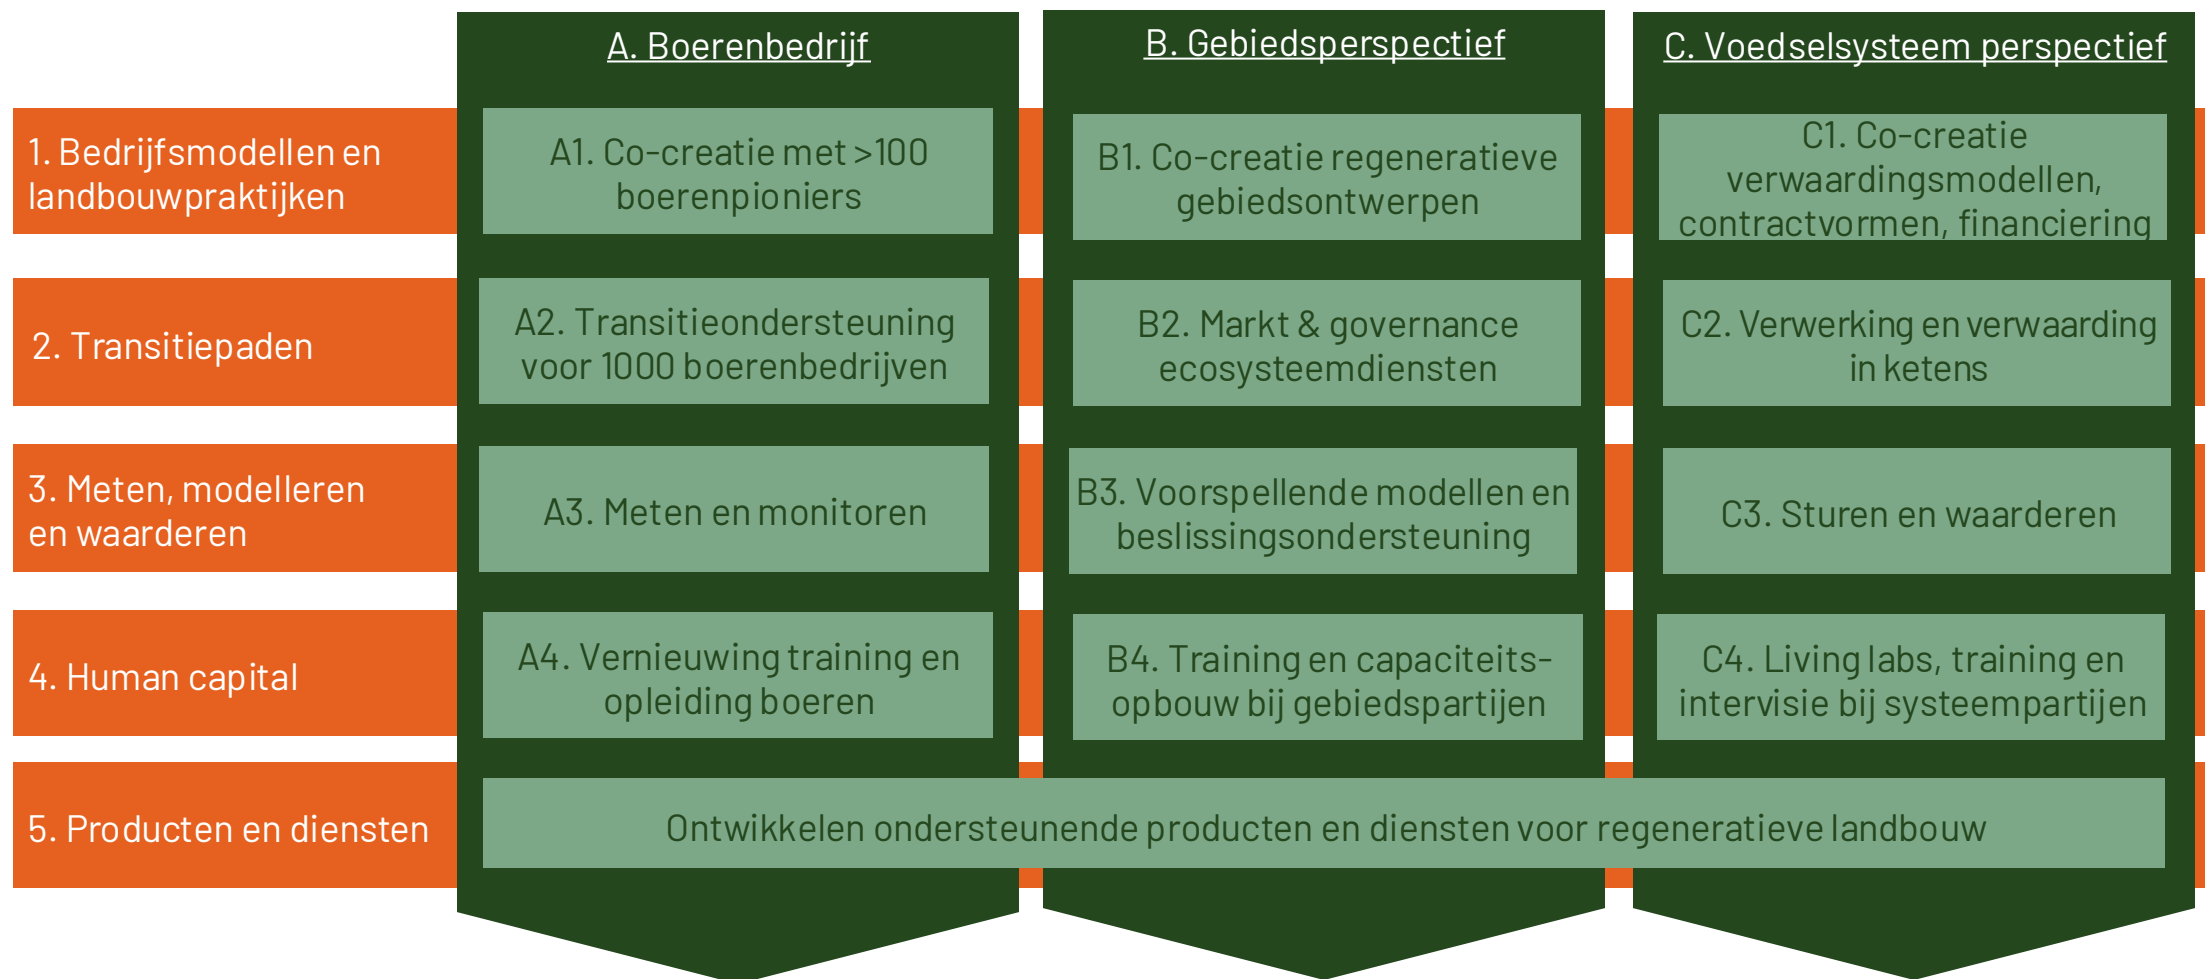 A. Boerenbedrijf
B. Gebiedsperspectief
C. Voedselsysteem perspectief
1. Bedrijfsmodellen en
landbouwpraktijken
A1. Co-creatie met >100
boerenpioniers
B1. Co-creatie regeneratieve
gebiedsontwerpen
C1. Co-creatie
verwaardingsmodellen,
contractvormen, financiering
2. Transitiepaden
A2. Transitieondersteuning
voor 1000 boerenbedrijven
B2. Markt & governance
ecosysteemdiensten
C2. Verwerking en verwaarding
in ketens
3. Meten, modelleren
en waarderen
A3. Meten en monitoren
B3. Voorspellende modellen en
beslissingsondersteuning
C3. Sturen en waarderen
4. Human capital
A4. Vernieuwing training en
opleiding boeren
B4. Training en capaciteits-
opbouw bij gebiedspartijen
C4. Living labs, training en
intervisie bij systeempartijen
5. Producten en diensten
Ontwikkelen ondersteunende producten en diensten voor regeneratieve landbouw